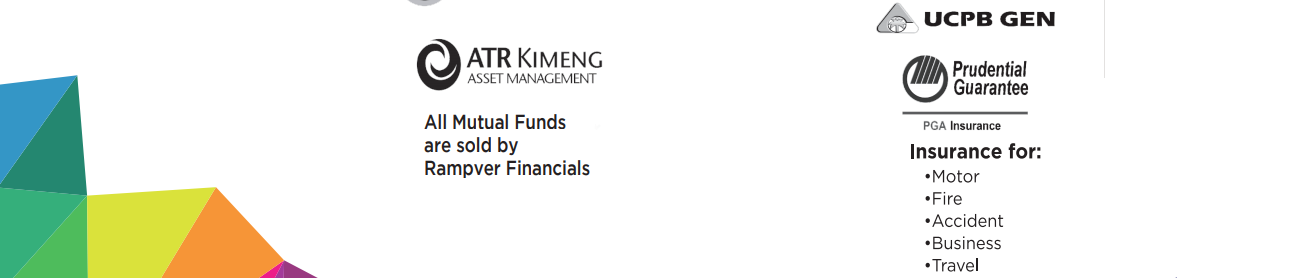 ATR KIMENG
ASSET MANAGEMENT
All Mutual Funds
are sold by
Rampver Financials
UCPB GEN
Prudential
Guarantee
PGA Insurance
Insurance for:
•Motor
•Fire
•Accident
•Business
•Travel